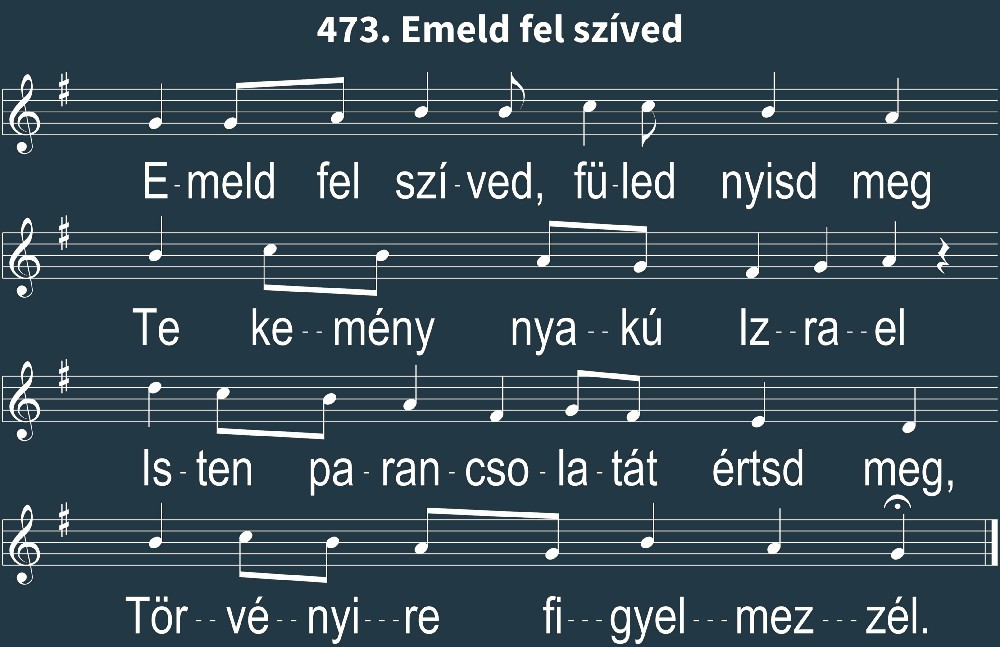 473. Emeld fel szíved
E-meld fel szí-ved, fü-led nyisd meg
Te ke--mény nya--kú Iz--ra--el
Is-ten pa-ran-cso-la-tát értsd meg,
Tör--vé--nyi---re fi---gyel---mez---zél.